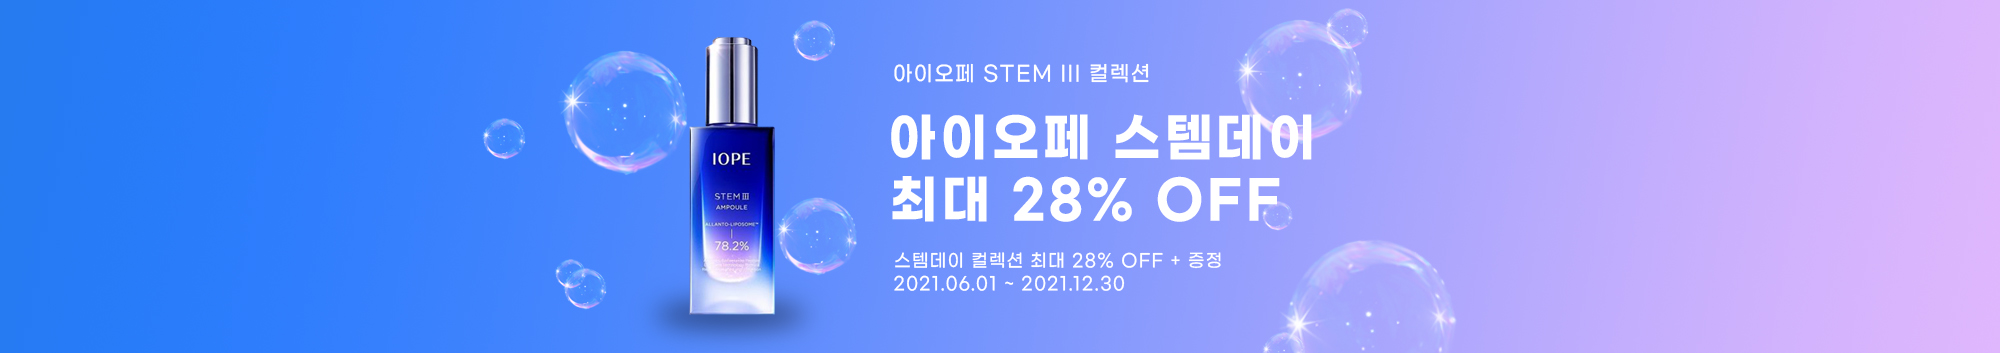 IOPE
STEM III
AMPOULE
ALLANTO-LIPOSOME™
78.2%
아이오페 STEM III 컬렉션
아이오페 스템데이
최대 28% OFF
스템데이 컬렉션 최대 28% OFF + 증정
2021.06.01 ~ 2021.12.30